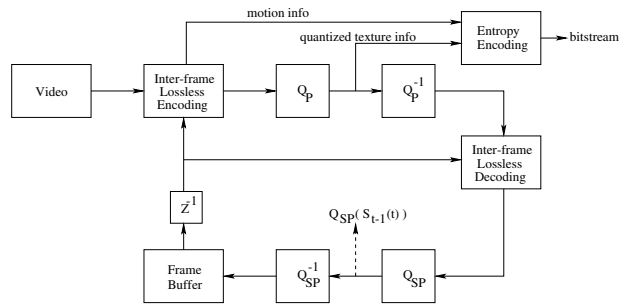 motion info
quantized texture info
Entropy
Encoding
bitstream
Video
Inter-frame
Lossless
Encoding
Q_P
Q_P^-1
Inter-frame
Lossless
Decoding
Z^-1
Q_SP( S_t-1(t) )
Frame
Buffer
Q_SP^-1
Q_SP